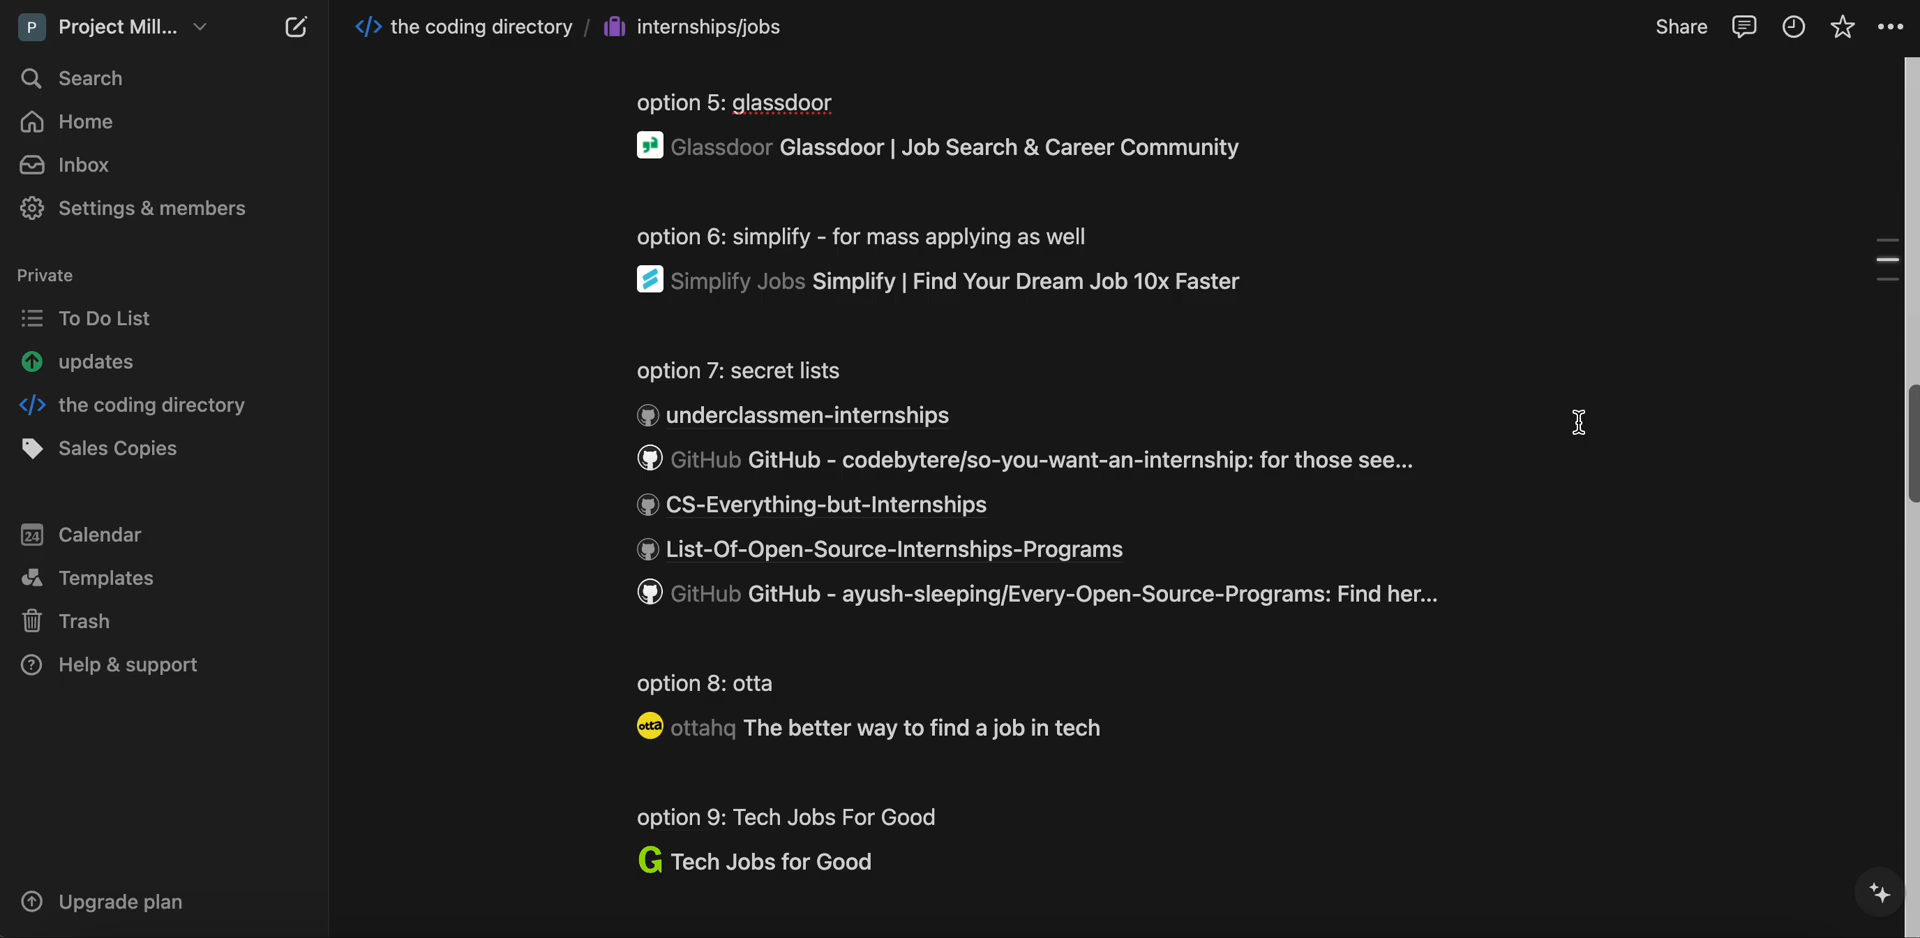 P Project Mill...
</> the coding directory / internships/jobs
Share
Search
Home
Inbox
Settings & members
Private
To Do List
updates
</> the coding directory
Sales Copies
24 Calendar
Templates
Trash
? Help & support
Upgrade plan
option 5: glassdoor
Glassdoor Glassdoor | Job Search & Career Community
option 6: simplify - for mass applying as well
Simplify Jobs Simplify | Find Your Dream Job 10x Faster
option 7: secret lists
underclassmen-internships
GitHub GitHub - codebytere/so-you-want-an-internship: for those see...
CS-Everything-but-Internships
List-Of-Open-Source-Internships-Programs
GitHub GitHub - ayush-sleeping/Every-Open-Source-Programs: Find her...
option 8: otta
otta ottahq The better way to find a job in tech
option 9: Tech Jobs For Good
G Tech Jobs for Good